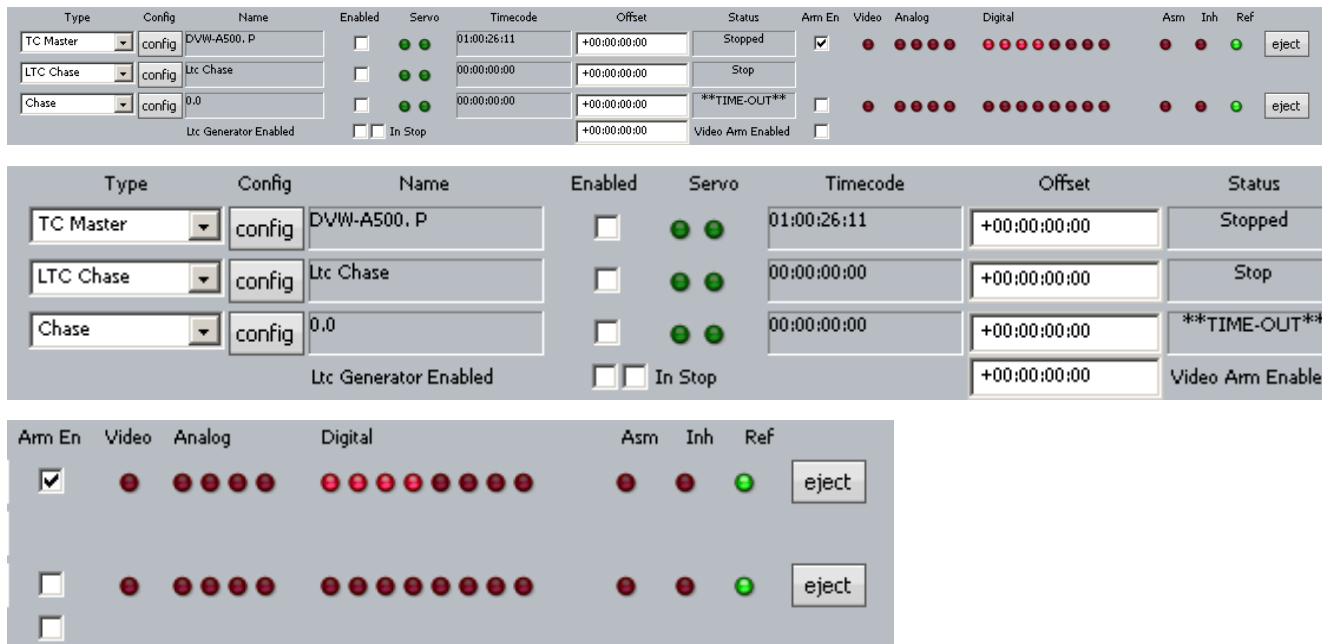 Type Config Name Enabled Servo Timecode Offset Status Arm En Video Analog Digital Asm Inh Ref
TC Master config DVW-A500. P 01:00:26:11 +00:00:00:00 Stopped eject
LTC Chase config Ltc Chase 00:00:00:00 +00:00:00:00 Stop
Chase config 0.0 00:00:00:00 +00:00:00:00 **TIME-OUT** eject
Ltc Generator Enabled In Stop +00:00:00:00 Video Arm Enabled
Type Config Name Enabled Servo Timecode Offset Status
TC Master config DVW-A500. P 01:00:26:11 +00:00:00:00 Stopped
LTC Chase config Ltc Chase 00:00:00:00 +00:00:00:00 Stop
Chase config 0.0 00:00:00:00 +00:00:00:00 **TIME-OUT**
Ltc Generator Enabled In Stop +00:00:00:00 Video Arm Enable
Arm En Video Analog Digital Asm Inh Ref
eject
eject